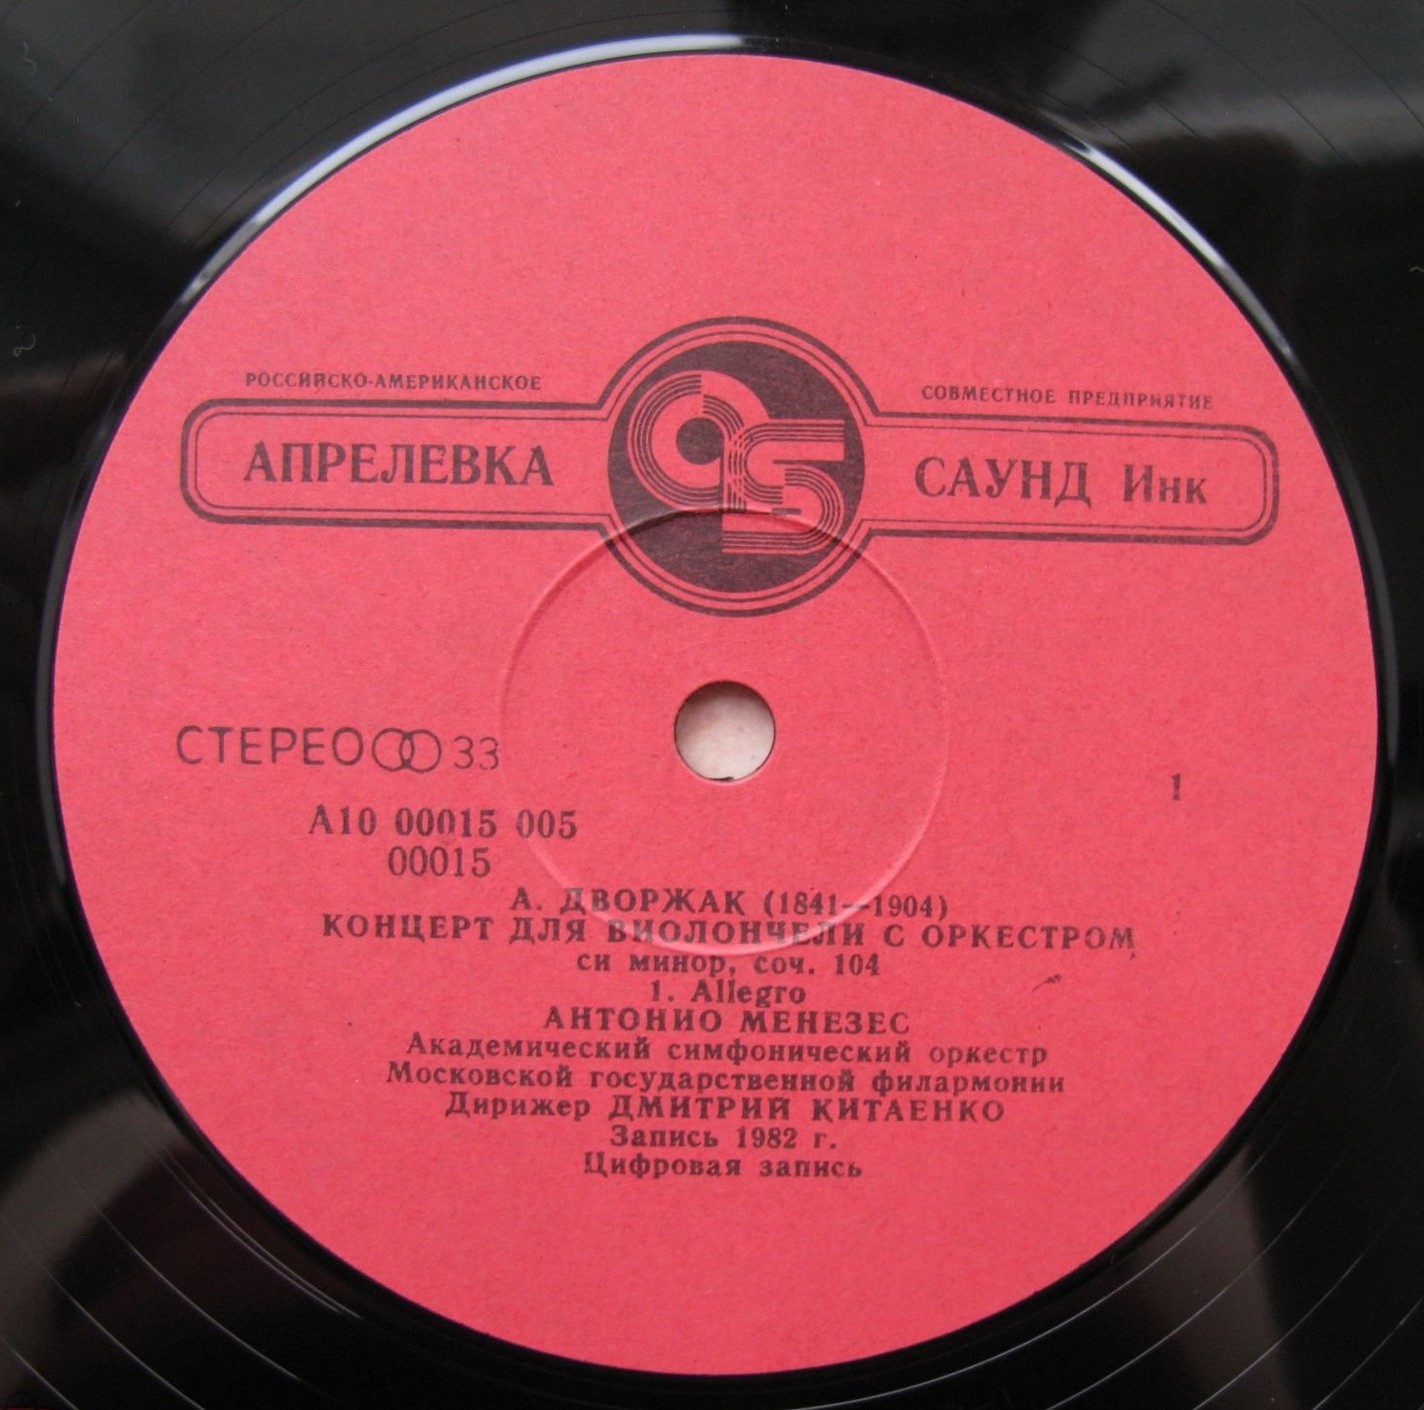 РОССИЙСКО-АМЕРИКАНСКОЕ
СОВМЕСТНОЕ ПРЕДПРИЯТИЕ
АПРЕЛЕВКА
САУНД Инк
СТЕРЕО 33
1
А10 00015 005
00015
А. ДВОРЖАК (1841—1904)
КОНЦЕРТ ДЛЯ ВИОЛОНЧЕЛИ С ОРКЕСТРОМ
си минор, соч. 104
1. Allegro
АНТОНИО МЕНЕЗЕС
Академический симфонический оркестр
Московской государственной филармонии
Дирижер ДМИТРИЙ КИТАЕНКО
Запись 1982 г.
Цифровая запись